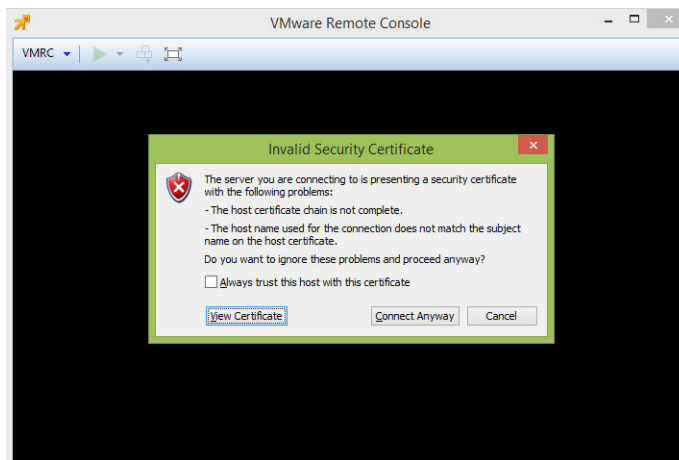 VMware Remote Console
VMRC
Invalid Security Certificate
The server you are connecting to is presenting a security certificate
with the following problems:
- The host certificate chain is not complete.
- The host name used for the connection does not match the subject
name on the host certificate.
Do you want to ignore these problems and proceed anyway?
Always trust this host with this certificate
View Certificate
Connect Anyway
Cancel